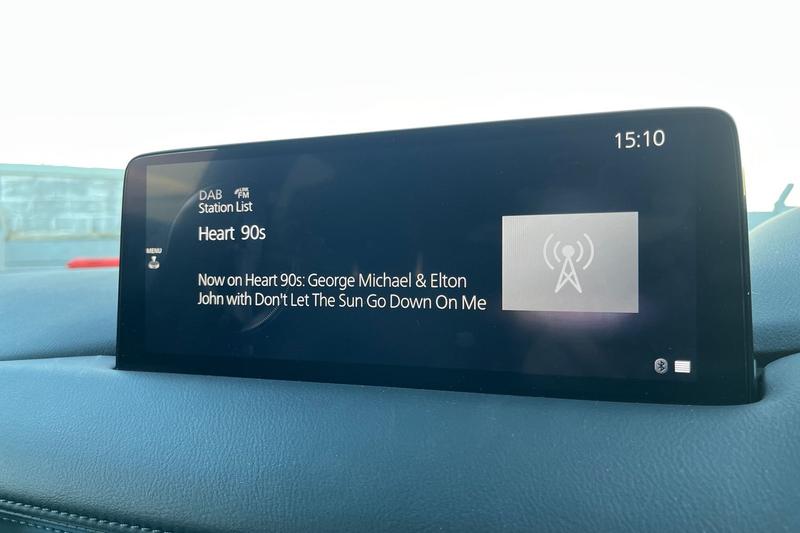 15:10
DAB LINK FM
Station List
Heart 90s
MENU
Now on Heart 90s: George Michael & Elton
John with Don't Let The Sun Go Down On Me